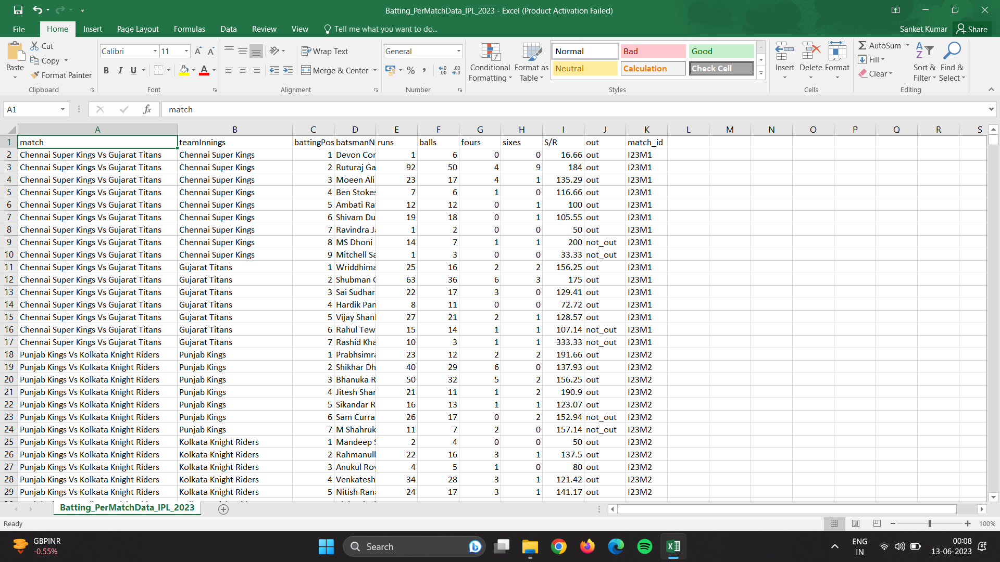 Batting_PerMatchData_IPL_2023 - Excel (Product Activation Failed)
File Home Insert Page Layout Formulas Data Review View Tell me what you want to do... Sanket Kumar Share
Paste Cut Copy Format Painter Clipboard
Calibri 11 A A B I U A Font
Wrap Text Merge & Center Alignment
General % , Number
Conditional Formatting Format as Table Normal Bad Good Neutral Calculation Check Cell Styles
Insert Delete Format Cells
AutoSum Fill Clear Sort & Filter Find & Select Editing
A1 fx match
A B C D E F G H I J K L M N O P Q R S
1 match teamInnings battingPos batsmanN runs balls fours sixes S/R out match_id
2 Chennai Super Kings Vs Gujarat Titans Chennai Super Kings 1 Devon Cor 1 6 0 0 16.66 out I23M1
3 Chennai Super Kings Vs Gujarat Titans Chennai Super Kings 2 Ruturaj Ga 92 50 4 9 184 out I23M1
4 Chennai Super Kings Vs Gujarat Titans Chennai Super Kings 3 Moeen Ali 23 17 4 1 135.29 out I23M1
5 Chennai Super Kings Vs Gujarat Titans Chennai Super Kings 4 Ben Stokes 7 6 1 0 116.66 out I23M1
6 Chennai Super Kings Vs Gujarat Titans Chennai Super Kings 5 Ambati Ra 12 12 0 1 100 out I23M1
7 Chennai Super Kings Vs Gujarat Titans Chennai Super Kings 6 Shivam Du 19 18 0 1 105.55 out I23M1
8 Chennai Super Kings Vs Gujarat Titans Chennai Super Kings 7 Ravindra J 1 2 0 0 50 out I23M1
9 Chennai Super Kings Vs Gujarat Titans Chennai Super Kings 8 MS Dhoni 14 7 1 1 200 not_out I23M1
10 Chennai Super Kings Vs Gujarat Titans Chennai Super Kings 9 Mitchell Sa 1 3 0 0 33.33 not_out I23M1
11 Chennai Super Kings Vs Gujarat Titans Gujarat Titans 1 Wriddhima 25 16 2 2 156.25 out I23M1
12 Chennai Super Kings Vs Gujarat Titans Gujarat Titans 2 Shubman G 63 36 6 3 175 out I23M1
13 Chennai Super Kings Vs Gujarat Titans Gujarat Titans 3 Sai Sudhar 22 17 3 0 129.41 out I23M1
14 Chennai Super Kings Vs Gujarat Titans Gujarat Titans 4 Hardik Pan 8 11 0 0 72.72 out I23M1
15 Chennai Super Kings Vs Gujarat Titans Gujarat Titans 5 Vijay Shanl 27 21 2 1 128.57 out I23M1
16 Chennai Super Kings Vs Gujarat Titans Gujarat Titans 6 Rahul Tew 15 14 1 1 107.14 not_out I23M1
17 Chennai Super Kings Vs Gujarat Titans Gujarat Titans 7 Rashid Kha 10 3 1 1 333.33 not_out I23M1
18 Punjab Kings Vs Kolkata Knight Riders Punjab Kings 1 Prabhsimra 23 12 2 2 191.66 out I23M2
19 Punjab Kings Vs Kolkata Knight Riders Punjab Kings 2 Shikhar Dh 40 29 6 0 137.93 out I23M2
20 Punjab Kings Vs Kolkata Knight Riders Punjab Kings 3 Bhanuka R 50 32 5 2 156.25 out I23M2
21 Punjab Kings Vs Kolkata Knight Riders Punjab Kings 4 Jitesh Shar 21 11 1 2 190.9 out I23M2
22 Punjab Kings Vs Kolkata Knight Riders Punjab Kings 5 Sikandar R 16 13 1 1 123.07 out I23M2
23 Punjab Kings Vs Kolkata Knight Riders Punjab Kings 6 Sam Curra 26 17 0 2 152.94 not_out I23M2
24 Punjab Kings Vs Kolkata Knight Riders Punjab Kings 7 M Shahruk 11 7 2 0 157.14 not_out I23M2
25 Punjab Kings Vs Kolkata Knight Riders Kolkata Knight Riders 1 Mandeep S 2 4 0 0 50 out I23M2
26 Punjab Kings Vs Kolkata Knight Riders Kolkata Knight Riders 2 Rahmanull 22 16 3 1 137.5 out I23M2
27 Punjab Kings Vs Kolkata Knight Riders Kolkata Knight Riders 3 Anukul Roy 4 5 1 0 80 out I23M2
28 Punjab Kings Vs Kolkata Knight Riders Kolkata Knight Riders 4 Venkatesh 34 28 3 1 121.42 out I23M2
29 Punjab Kings Vs Kolkata Knight Riders Kolkata Knight Riders 5 Nitish Ran 24 17 3 1 141.17 out I23M2
Batting_PerMatchData_IPL_2023
Ready 100%
GBPINR
-0.55%
Search
ENG
IN
00:08
13-06-2023